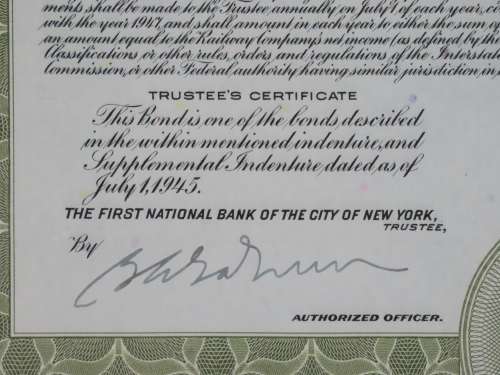 ments shall be made to the Trustee annually on July 1 of each year,
with the year 1947, and shall amount in each year to either the sum
an amount equal to the Railway Company's net income (as defined by the
Classifications or other rules, orders and regulations of the Interstate
Commission, or other Federal authority having similar jurisdiction, in
TRUSTEE'S CERTIFICATE
This Bond is one of the bonds described
in the within mentioned indenture, and
Supplemental Indenture, dated as of
July 1, 1945.
THE FIRST NATIONAL BANK OF THE CITY OF NEW YORK,
TRUSTEE,
By
AUTHORIZED OFFICER.